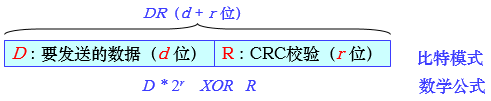 DR（d + r 位）
D：要发送的数据（d 位） R：CRC校验（r 位） 比特模式
D * 2ʳ XOR R 数学公式